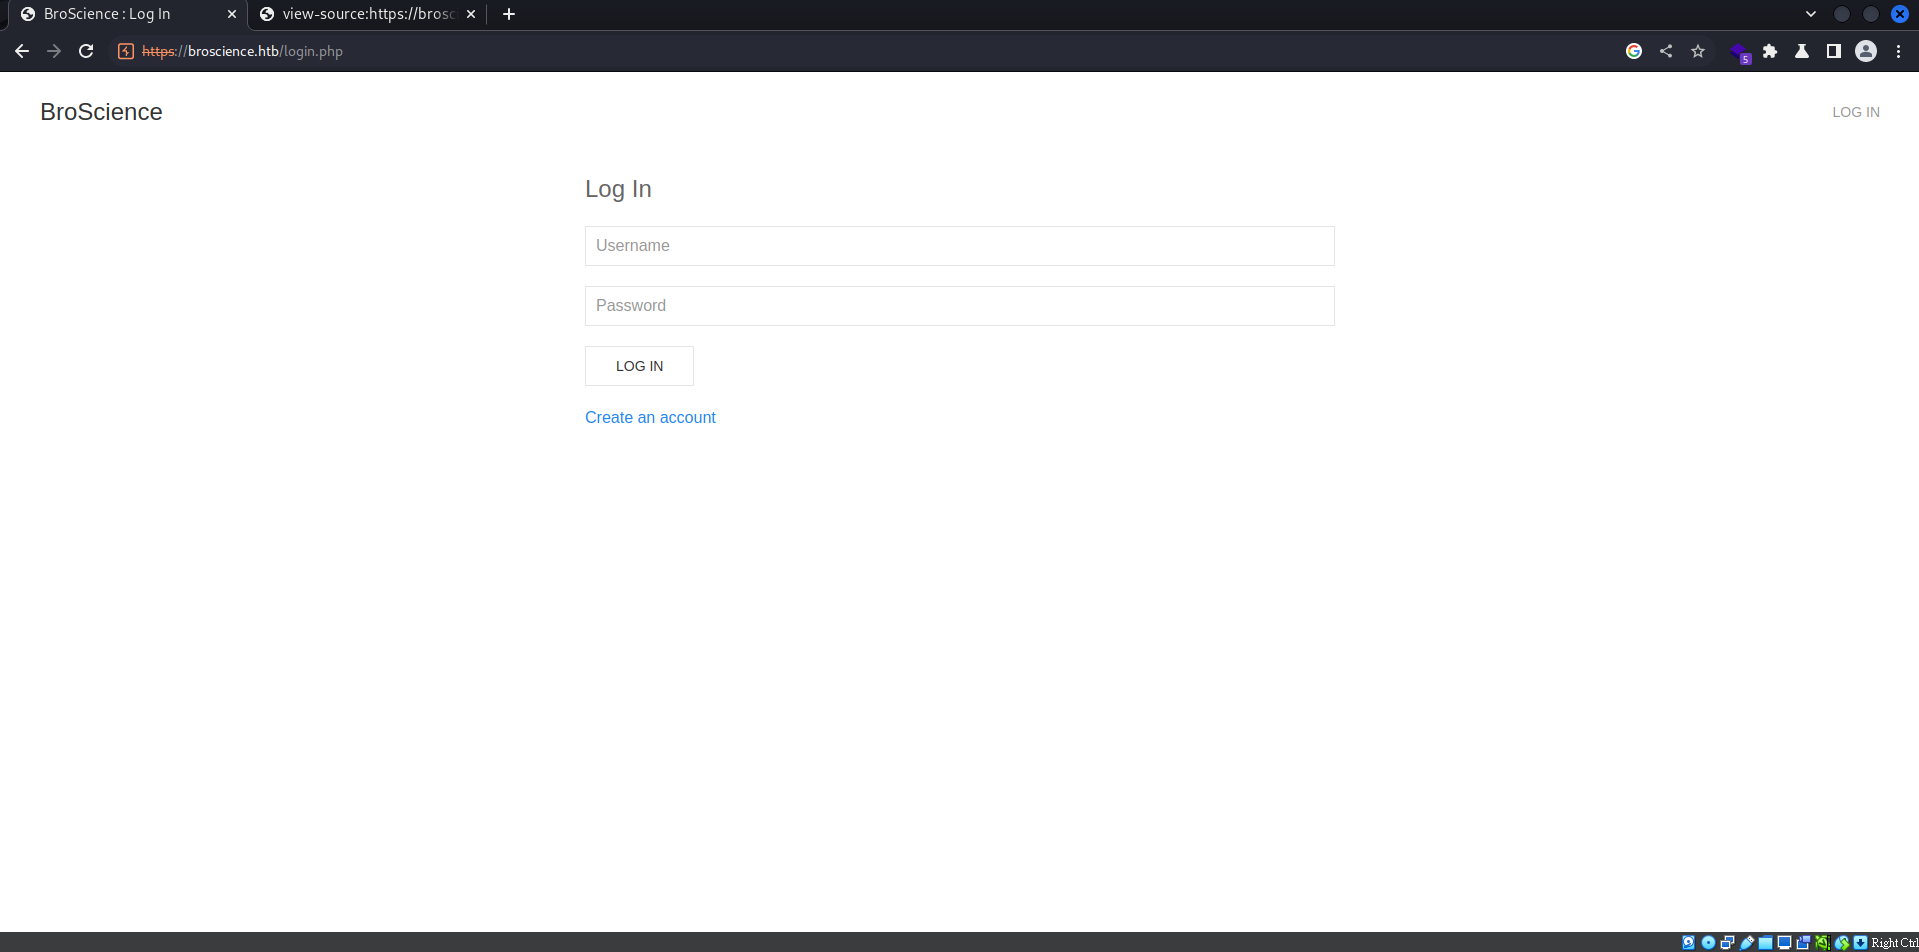 BroScience : Log In
view-source:https://brosc
https://broscience.htb/login.php
5
BroScience
LOG IN
Log In
Username
Password
LOG IN
Create an account
Right Ctrl